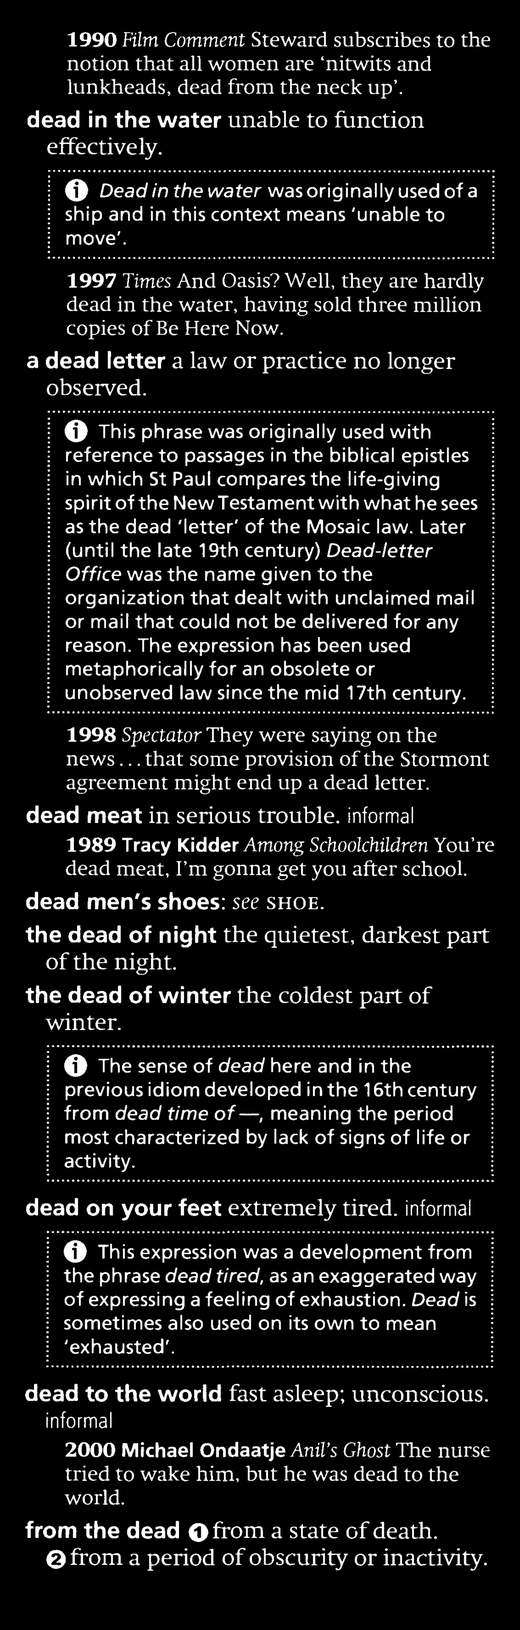 1990 Film Comment Steward subscribes to the
notion that all women are ‘nitwits and
lunkheads, dead from the neck up’.
dead in the water unable to function
effectively.
i Dead in the water was originally used of a
ship and in this context means ‘unable to
move’.
1997 Times And Oasis? Well, they are hardly
dead in the water, having sold three million
copies of Be Here Now.
a dead letter a law or practice no longer
observed.
i This phrase was originally used with
reference to passages in the biblical epistles
in which St Paul compares the life-giving
spirit of the New Testament with what he sees
as the dead ‘letter’ of the Mosaic law. Later
(until the late 19th century) Dead-letter
Office was the name given to the
organization that dealt with unclaimed mail
or mail that could not be delivered for any
reason. The expression has been used
metaphorically for an obsolete or
unobserved law since the mid 17th century.
1998 Spectator They were saying on the
news...that some provision of the Stormont
agreement might end up a dead letter.
dead meat in serious trouble. informal
1989 Tracy Kidder Among Schoolchildren You’re
dead meat, I’m gonna get you after school.
dead men’s shoes: see SHOE.
the dead of night the quietest, darkest part
of the night.
the dead of winter the coldest part of
winter.
i The sense of dead here and in the
previous idiom developed in the 16th century
from dead time of —, meaning the period
most characterized by lack of signs of life or
activity.
dead on your feet extremely tired. informal
i This expression was a development from
the phrase dead tired, as an exaggerated way
of expressing a feeling of exhaustion. Dead is
sometimes also used on its own to mean
‘exhausted’.
dead to the world fast asleep; unconscious.
informal
2000 Michael Ondaatje Anil’s Ghost The nurse
tried to wake him, but he was dead to the
world.
from the dead ❶ from a state of death.
❷ from a period of obscurity or inactivity.